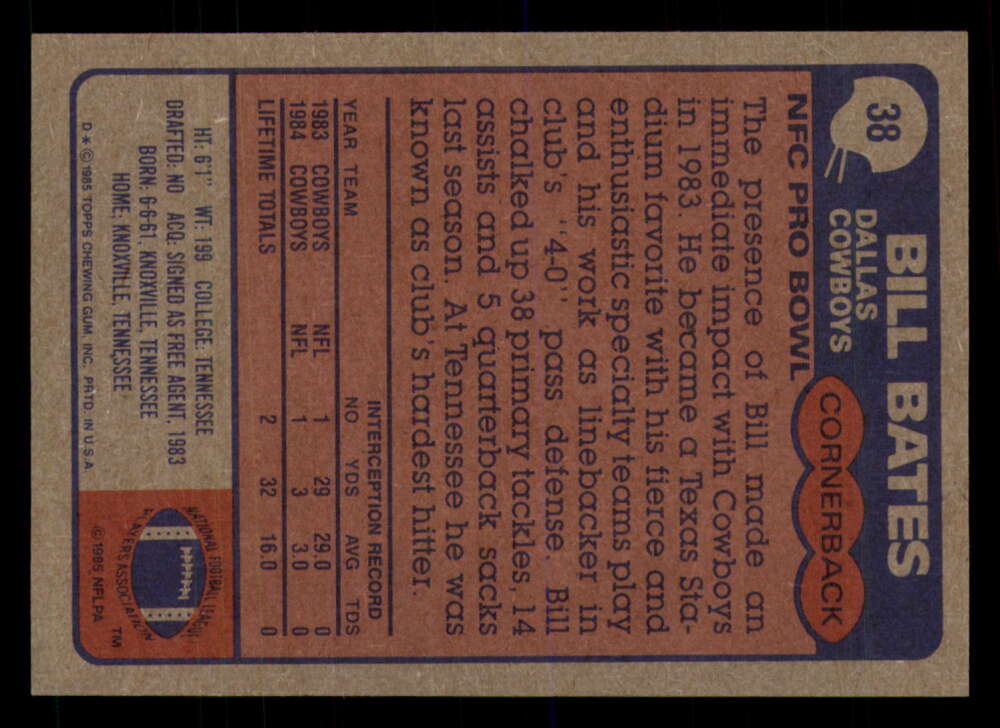 38
BILL BATES
DALLAS
COWBOYS
CORNERBACK
NFC PRO BOWL
The presence of Bill made an
immediate impact with Cowboys
in 1983. He became a Texas Sta-
dium favorite with his fierce and
enthusiastic specialty teams play
and his work as linebacker in
club's "4-0" pass defense. Bill
chalked up 38 primary tackles, 14
assists and 5 quarterback sacks
last season. At Tennessee he was
known as club's hardest hitter.
INTERCEPTION RECORD
YEAR TEAM NO YDS AVG TDS
1983 COWBOYS NFL 1 29 29.0 0
1984 COWBOYS NFL 1 3 3.0 0
LIFETIME TOTALS 2 32 16.0 0
HT: 6'1" WT: 199 COLLEGE: TENNESSEE
DRAFTED: NO ACQ. SIGNED AS FREE AGENT, 1983
BORN: 6-6-61, KNOXVILLE, TENNESSEE
HOME: KNOXVILLE, TENNESSEE
D * © 1985 TOPPS CHEWING GUM, INC. PRTD. IN U.S.A.
NATIONAL FOOTBALL LEAGUE
PLAYERS ASSOCIATION
TM
© 1985 NFLPA